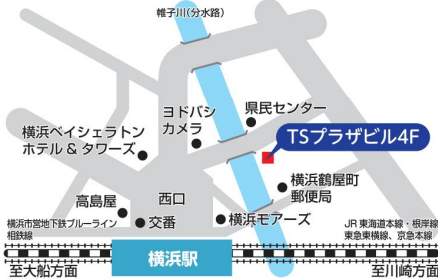 帷子川(分水路)
ヨドバシ
カメラ
県民センター
TSプラザビル4F
横浜ベイシェラトン
ホテル & タワーズ
横浜鶴屋町
郵便局
高島屋
西口
交番
横浜モアーズ
横浜市営地下鉄ブルーライン
相鉄線
JR 東海道本線・根岸線
東急東横線、京急本線
横浜駅
至大船方面
至川崎方面